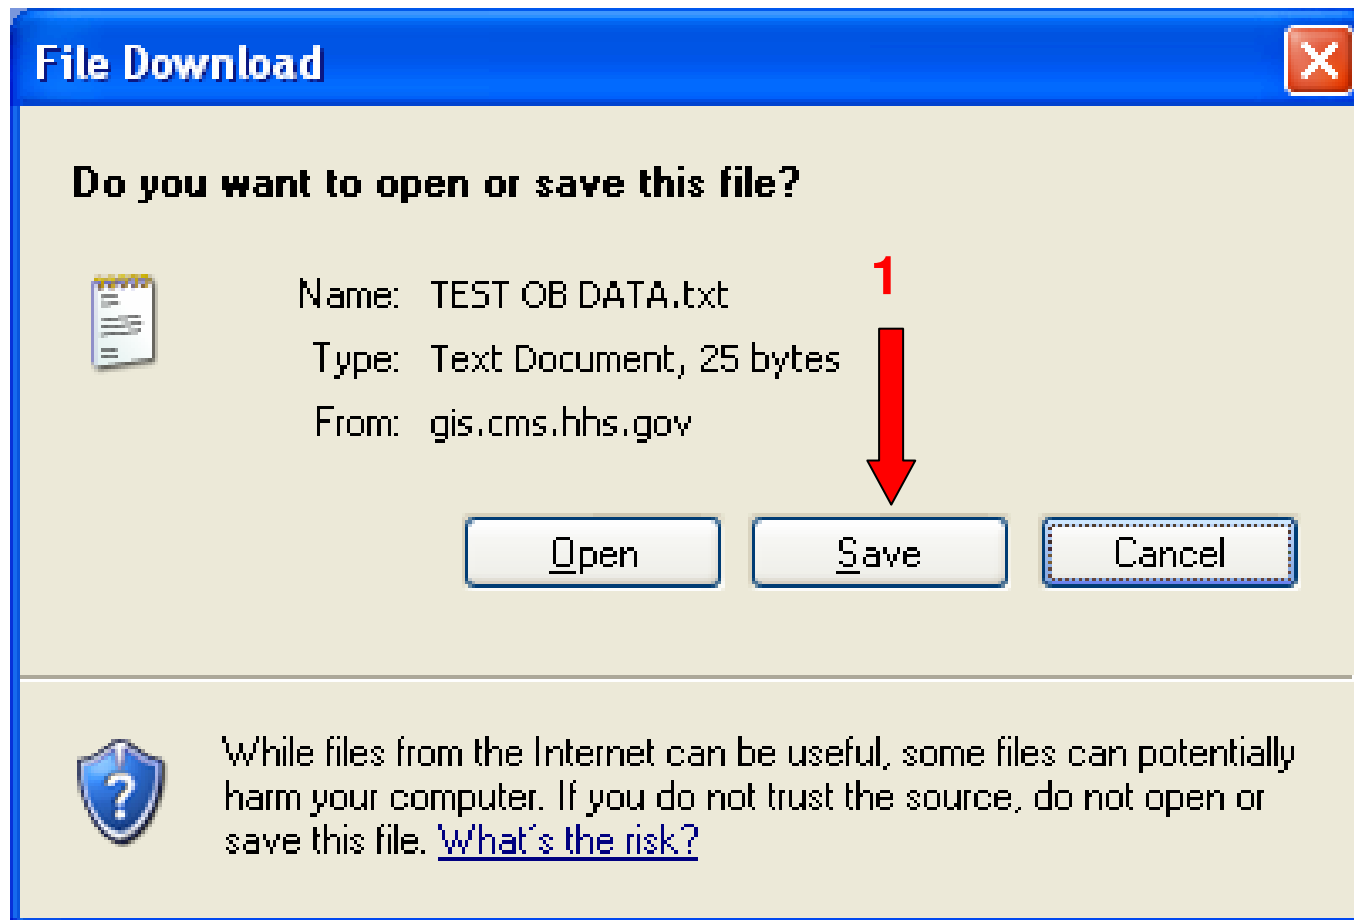 File Download
Do you want to open or save this file?
1
Name: TEST OB DATA.txt
Type: Text Document, 25 bytes
From: gis.cms.hhs.gov
Open Save Cancel
While files from the Internet can be useful, some files can potentially
harm your computer. If you do not trust the source, do not open or
save this file. What's the risk?